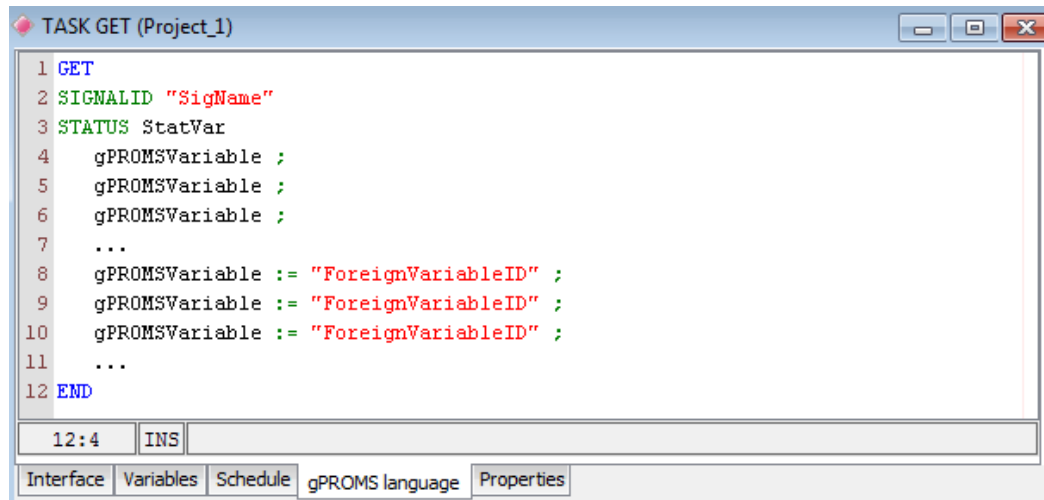 TASK GET (Project_1)
1 GET
2 SIGNALID "SigName"
3 STATUS StatVar
4 gPROMSVariable ;
5 gPROMSVariable ;
6 gPROMSVariable ;
7 ...
8 gPROMSVariable := "ForeignVariableID" ;
9 gPROMSVariable := "ForeignVariableID" ;
10 gPROMSVariable := "ForeignVariableID" ;
11 ...
12 END
12:4 INS
Interface Variables Schedule gPROMS language Properties